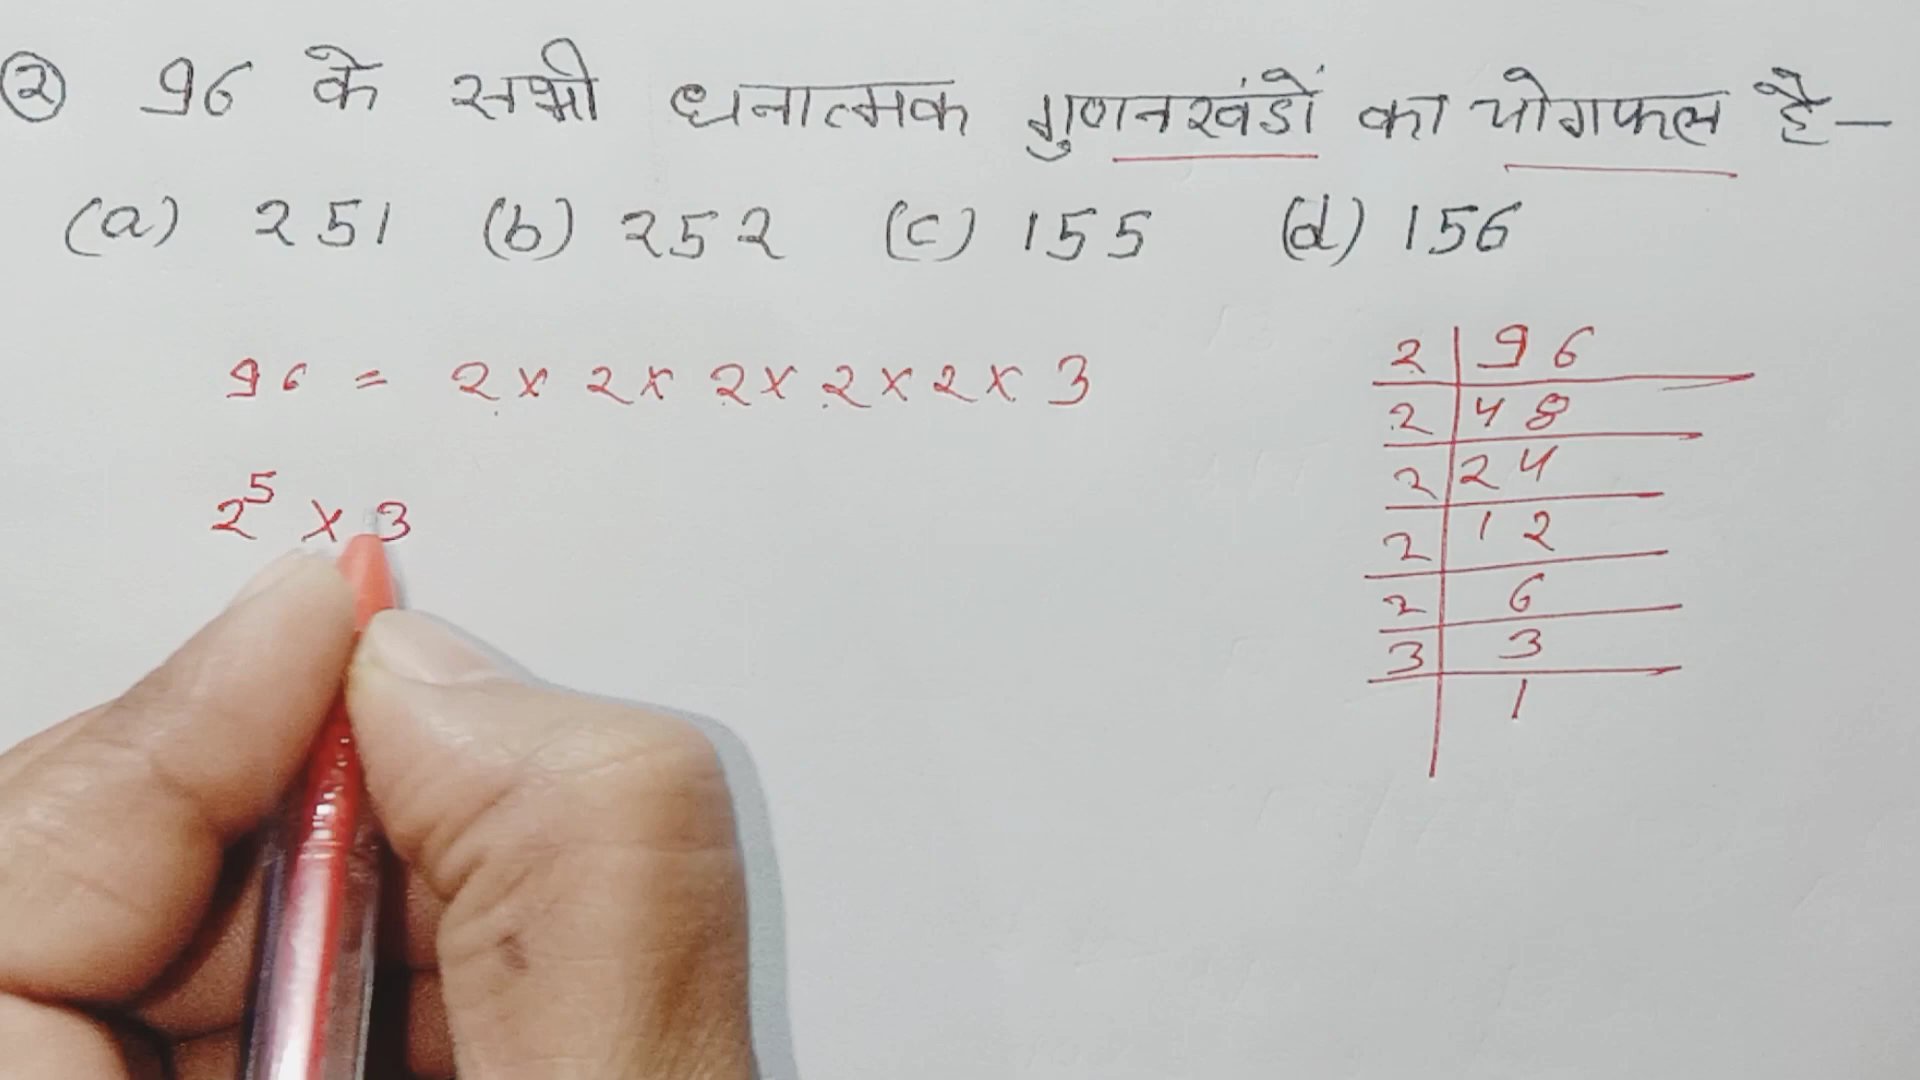 ② 96 के सभी धनात्मक गुणनखंडों का योगफल है—
(a) 251 (b) 252 (c) 155 (d) 156
96 = 2 x 2 x 2 x 2 x 2 x 3
2⁵ x 3
2 | 96
2 | 48
2 | 24
2 | 12
2 | 6
3 | 3
| 1